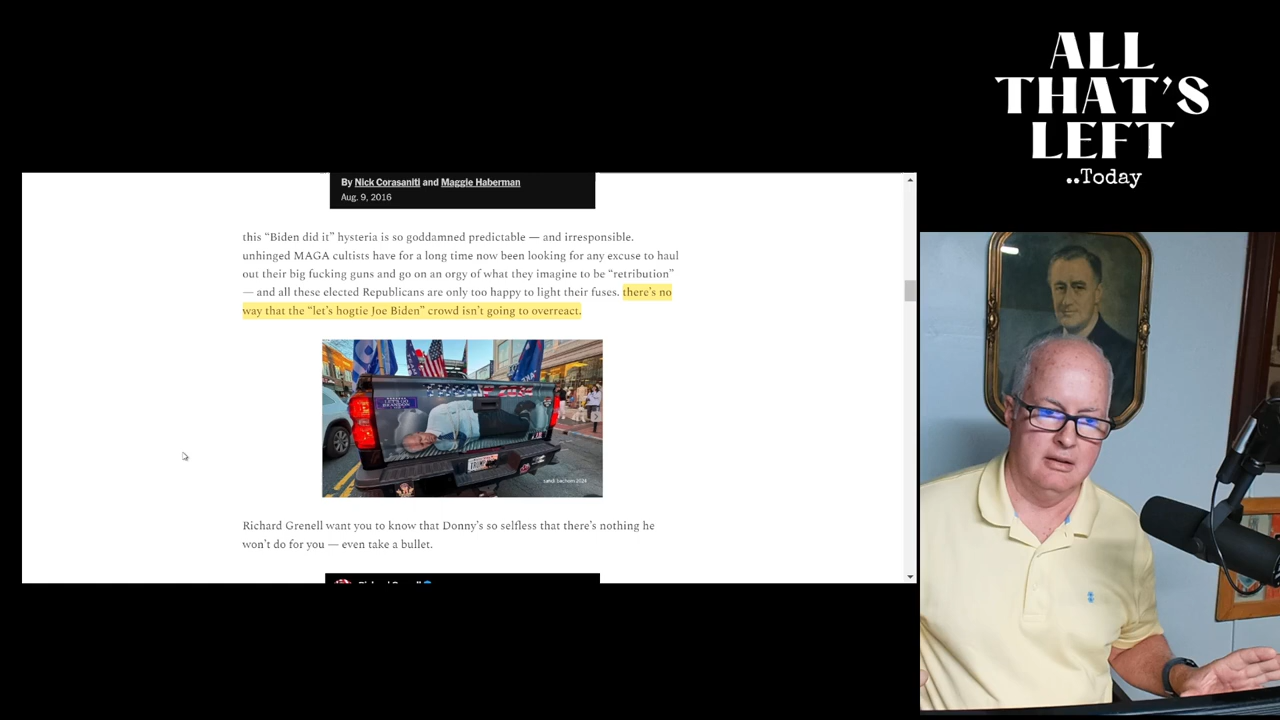 ALL
THAT'S
LEFT
..Today
By Nick Corasaniti and Maggie Haberman
Aug. 9, 2016
this “Biden did it” hysteria is so goddamned predictable — and irresponsible.
unhinged MAGA cultists have for a long time now been looking for any excuse to haul
out their big fucking guns and go on an orgy of what they imagine to be “retribution”
— and all these elected Republicans are only too happy to light their fuses. there’s no
way that the “let’s hogtie Joe Biden” crowd isn’t going to overreact.
LET'S GO
BRANDON
Richard Grenell want you to know that Donny’s so selfless that there’s nothing he
won’t do for you — even take a bullet.